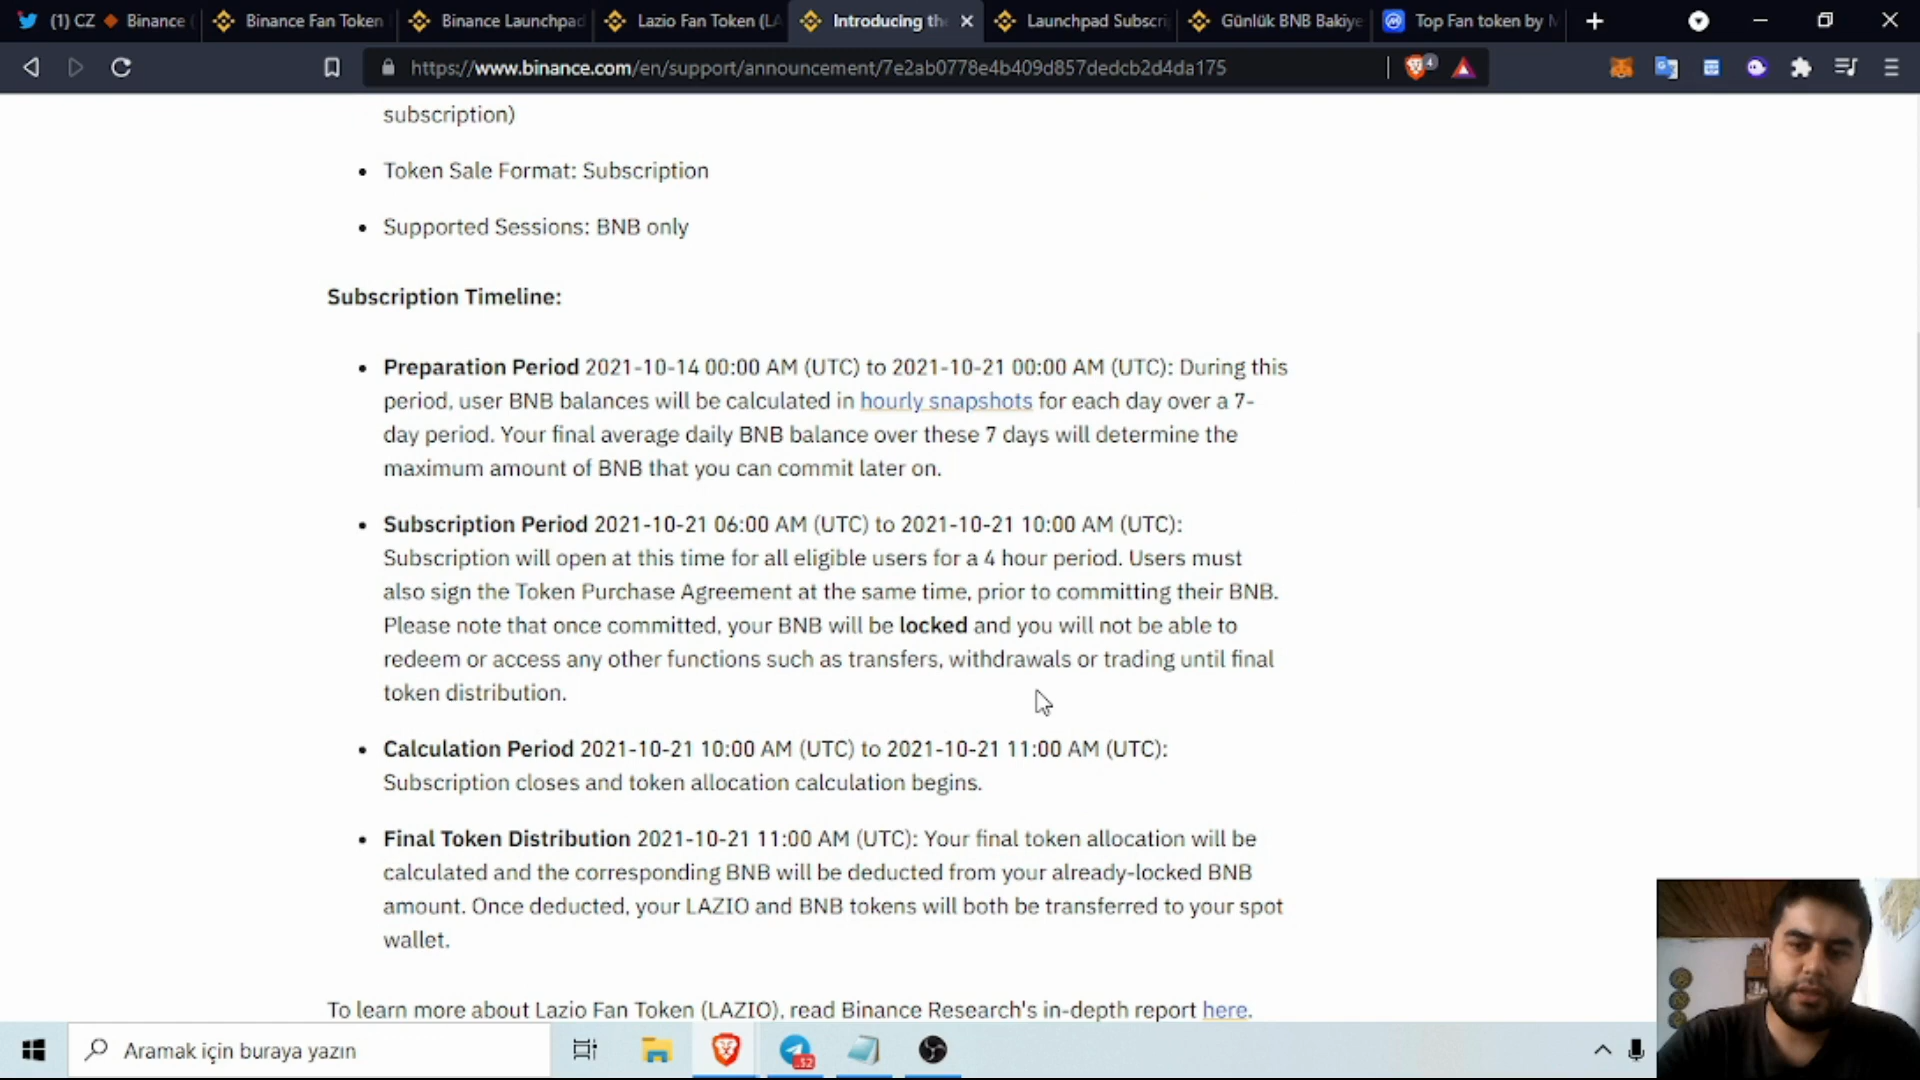 (1) CZ 🔶 Binance (
Binance Fan Token
Binance Launchpad
Lazio Fan Token (LA
Introducing the
Launchpad Subscri
Günlük BNB Bakiye
Top Fan token by M
https://www.binance.com/en/support/announcement/7e2ab0778e4b409d857dedcb2d4da175
4
subscription)
• Token Sale Format: Subscription
• Supported Sessions: BNB only
Subscription Timeline:
• Preparation Period 2021-10-14 00:00 AM (UTC) to 2021-10-21 00:00 AM (UTC): During this
period, user BNB balances will be calculated in hourly snapshots for each day over a 7-
day period. Your final average daily BNB balance over these 7 days will determine the
maximum amount of BNB that you can commit later on.
• Subscription Period 2021-10-21 06:00 AM (UTC) to 2021-10-21 10:00 AM (UTC):
Subscription will open at this time for all eligible users for a 4 hour period. Users must
also sign the Token Purchase Agreement at the same time, prior to committing their BNB.
Please note that once committed, your BNB will be locked and you will not be able to
redeem or access any other functions such as transfers, withdrawals or trading until final
token distribution.
• Calculation Period 2021-10-21 10:00 AM (UTC) to 2021-10-21 11:00 AM (UTC):
Subscription closes and token allocation calculation begins.
• Final Token Distribution 2021-10-21 11:00 AM (UTC): Your final token allocation will be
calculated and the corresponding BNB will be deducted from your already-locked BNB
amount. Once deducted, your LAZIO and BNB tokens will both be transferred to your spot
wallet.
To learn more about Lazio Fan Token (LAZIO), read Binance Research's in-depth report here.
Aramak için buraya yazın